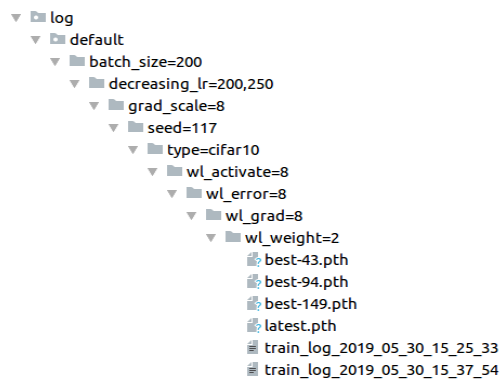 log
default
batch_size=200
decreasing_lr=200,250
grad_scale=8
seed=117
type=cifar10
wl_activate=8
wl_error=8
wl_grad=8
wl_weight=2
best-43.pth
best-94.pth
best-149.pth
latest.pth
train_log_2019_05_30_15_25_33
train_log_2019_05_30_15_37_54